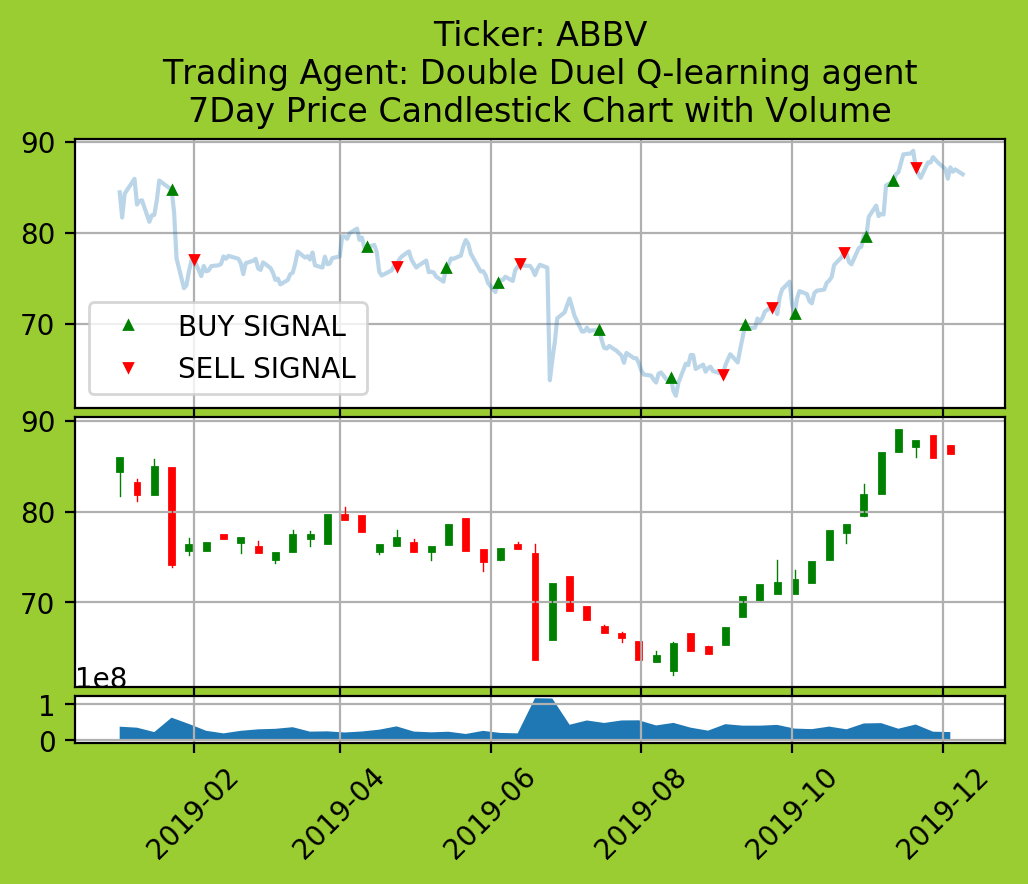 Ticker: ABBV
Trading Agent: Double Duel Q-learning agent
7Day Price Candlestick Chart with Volume
90
80
70
BUY SIGNAL
SELL SIGNAL
90
80
70
1e8
1
0
2019-02
2019-04
2019-06
2019-08
2019-10
2019-12